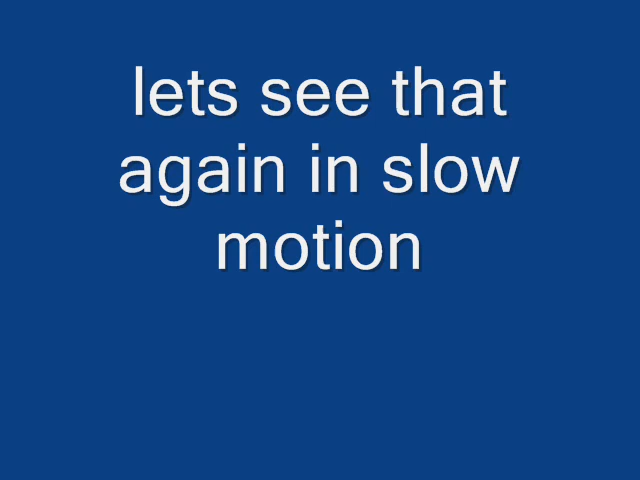 lets see that
again in slow
motion